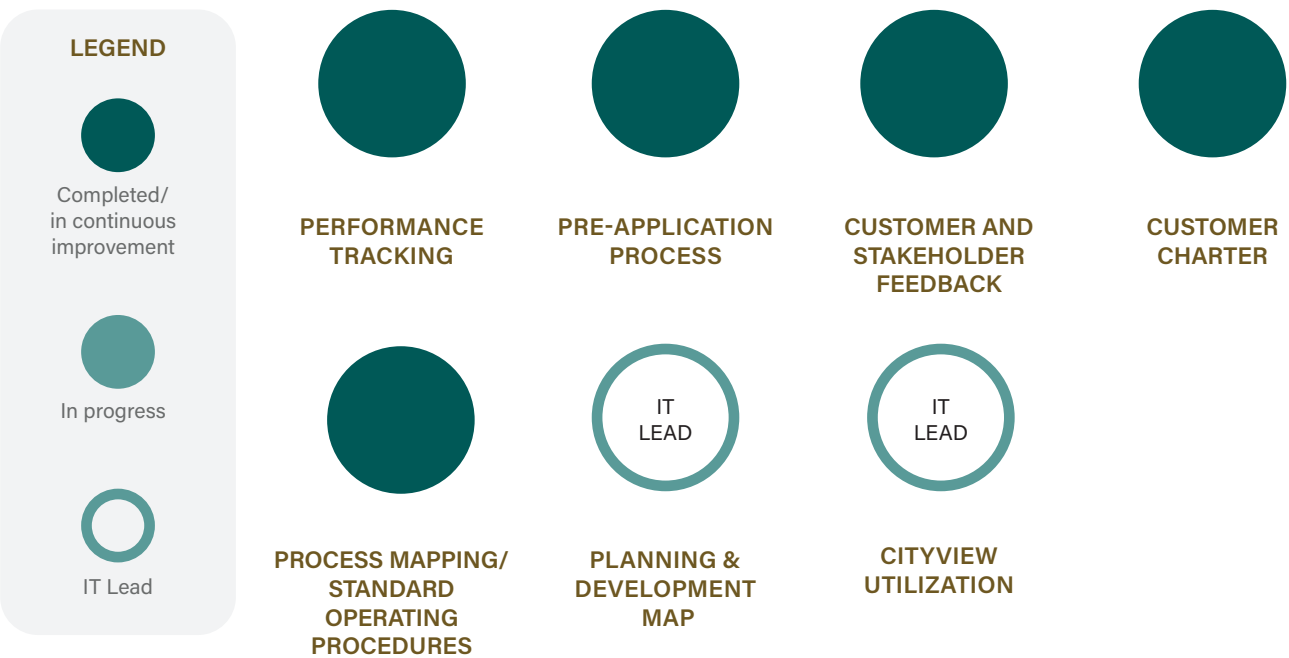 LEGEND
Completed/
in continuous
improvement
In progress
IT Lead
PERFORMANCE
TRACKING
PRE-APPLICATION
PROCESS
CUSTOMER AND
STAKEHOLDER
FEEDBACK
CUSTOMER
CHARTER
PROCESS MAPPING/
STANDARD
OPERATING
PROCEDURES
IT
LEAD
PLANNING &
DEVELOPMENT
MAP
IT
LEAD
CITYVIEW
UTILIZATION